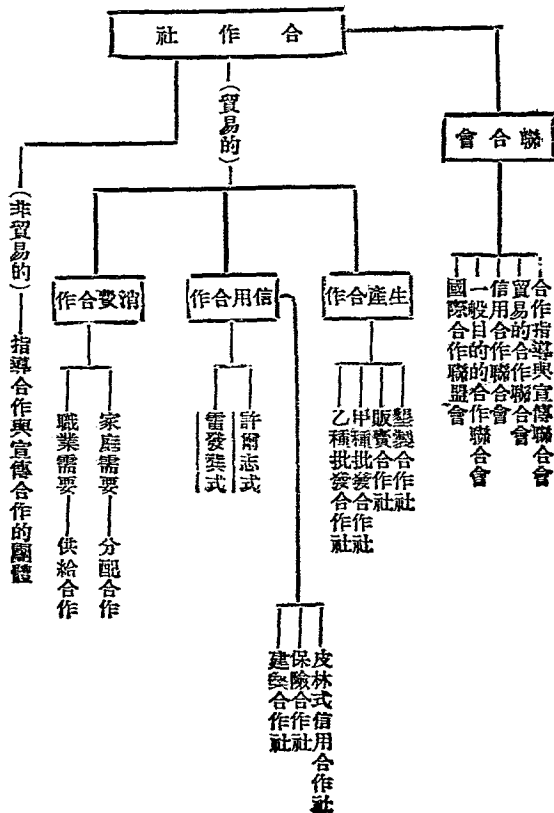 合作社
聯合會
合作指導與宣傳聯合會
貿易的合作聯合會
信用合作聯合會
一般目的的合作聯合會
國際合作聯盟會
(貿易的)
生產合作
墾製合作社
販賣合作社
甲種批發合作社
乙種批發合作社
信用合作
許爾志式
雷發巽式
皮林式信用合作社
保險合作社
建築合作社
消費合作
家庭需要——分配合作
職業需要——供給合作
(非貿易的)——指導合作與宣傳合作的團體